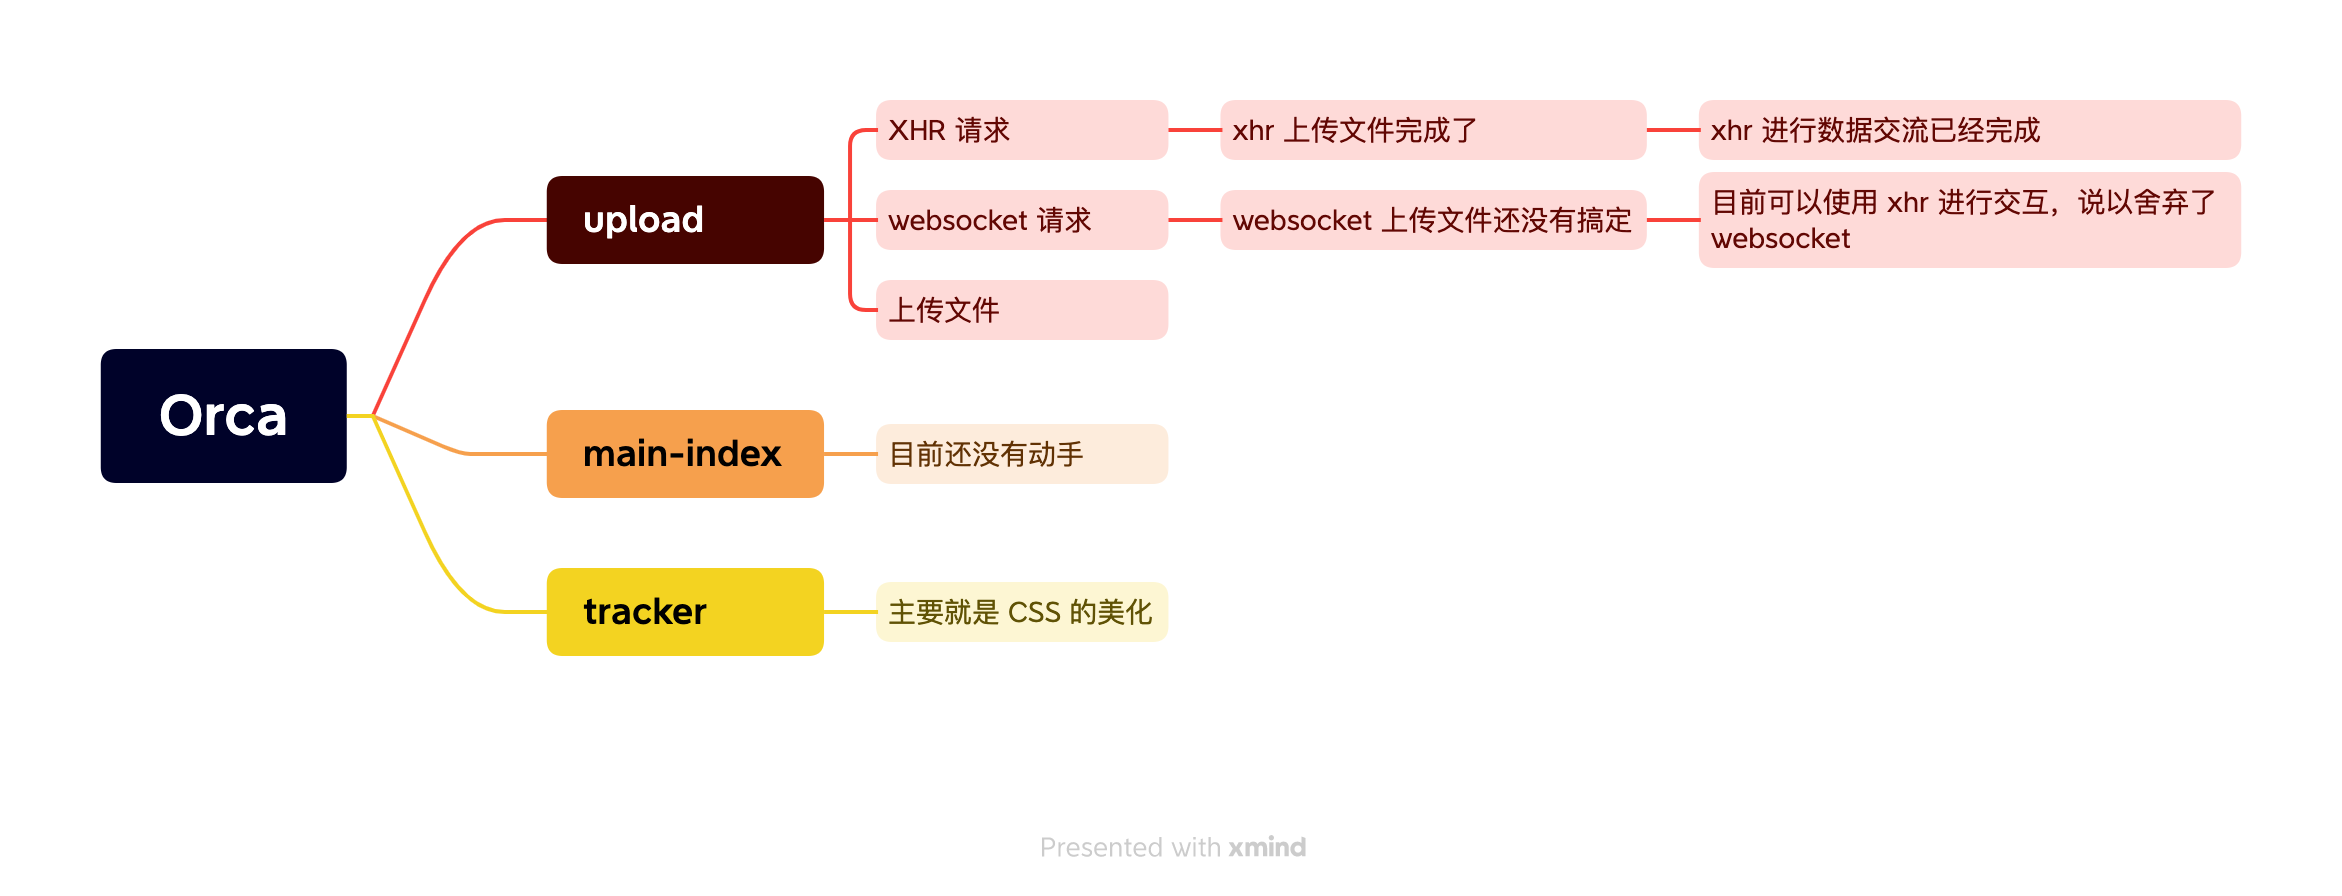 Orca
upload
XHR 请求
xhr 上传文件完成了
xhr 进行数据交流已经完成
websocket 请求
websocket 上传文件还没有搞定
目前可以使用 xhr 进行交互，说以舍弃了
websocket
上传文件
main-index
目前还没有动手
tracker
主要就是 CSS 的美化
Presented with xmind